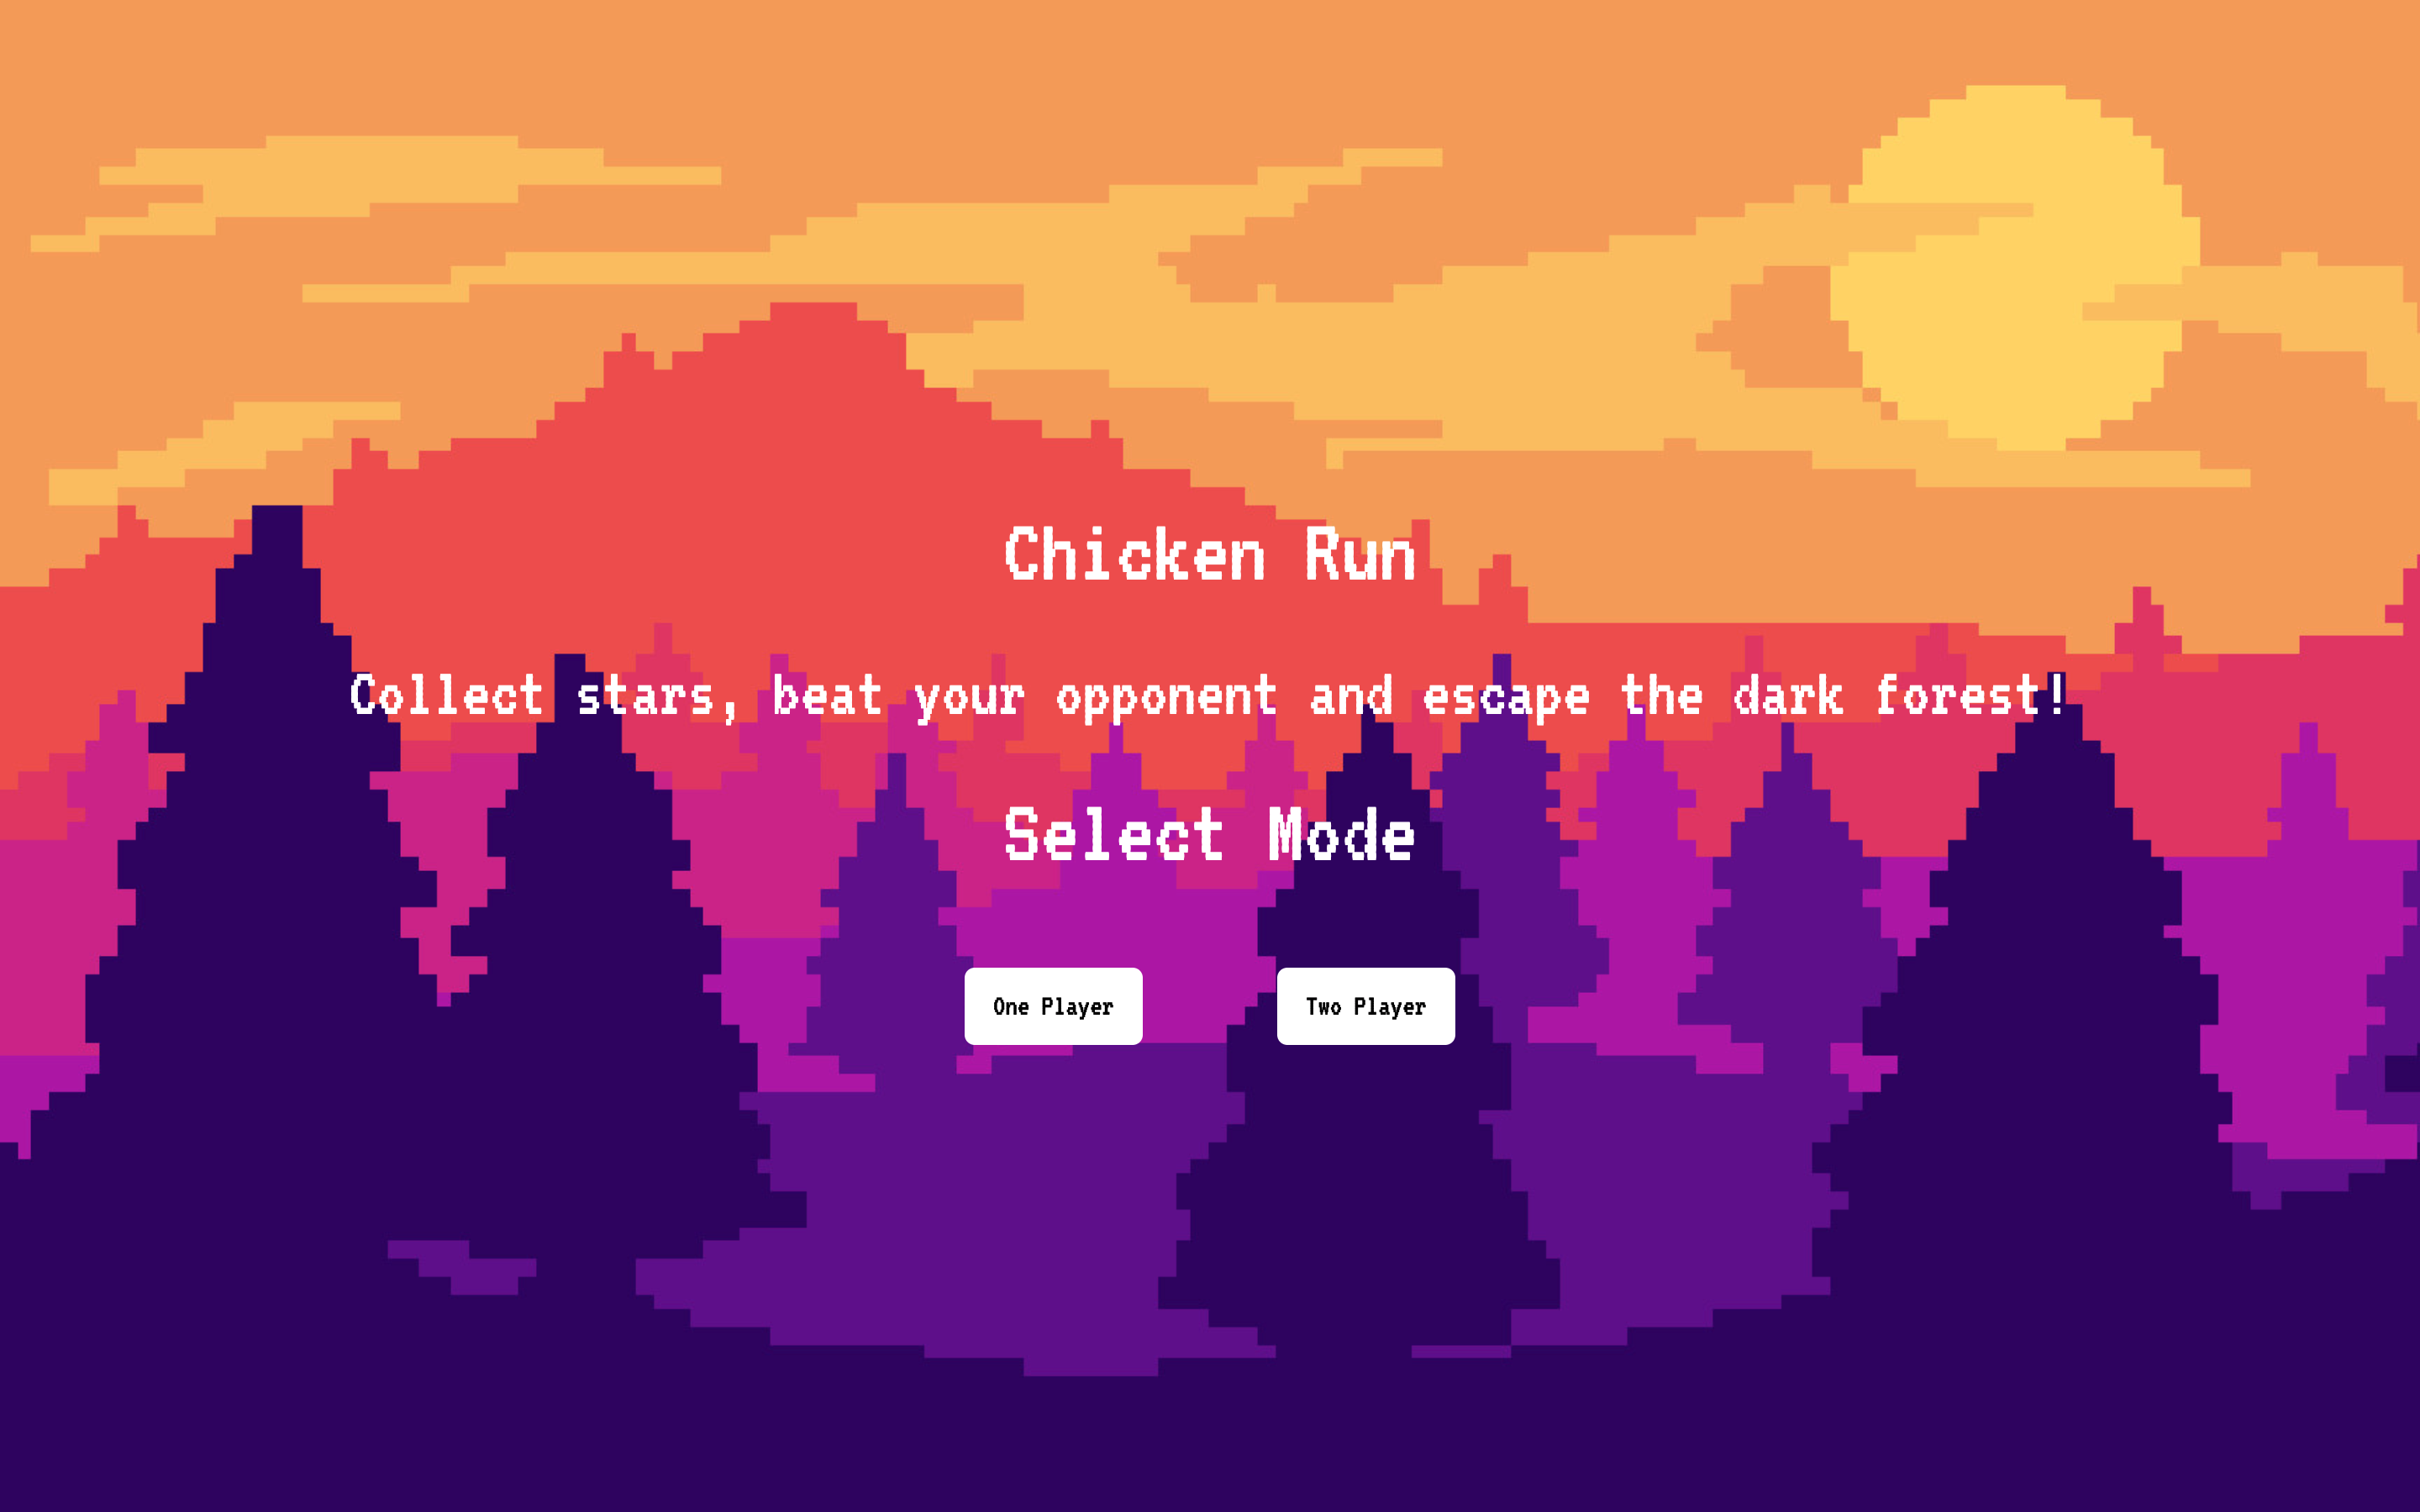 Chicken Run
Collect stars, beat your opponent and escape the dark forest!
Select Mode
One Player
Two Player